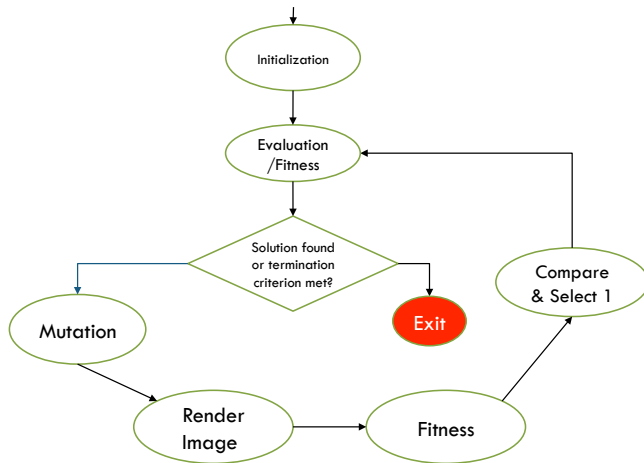 Initialization
Evaluation
/Fitness
Solution found
or termination
criterion met?
Compare
& Select 1
Mutation
Exit
Render
Image
Fitness